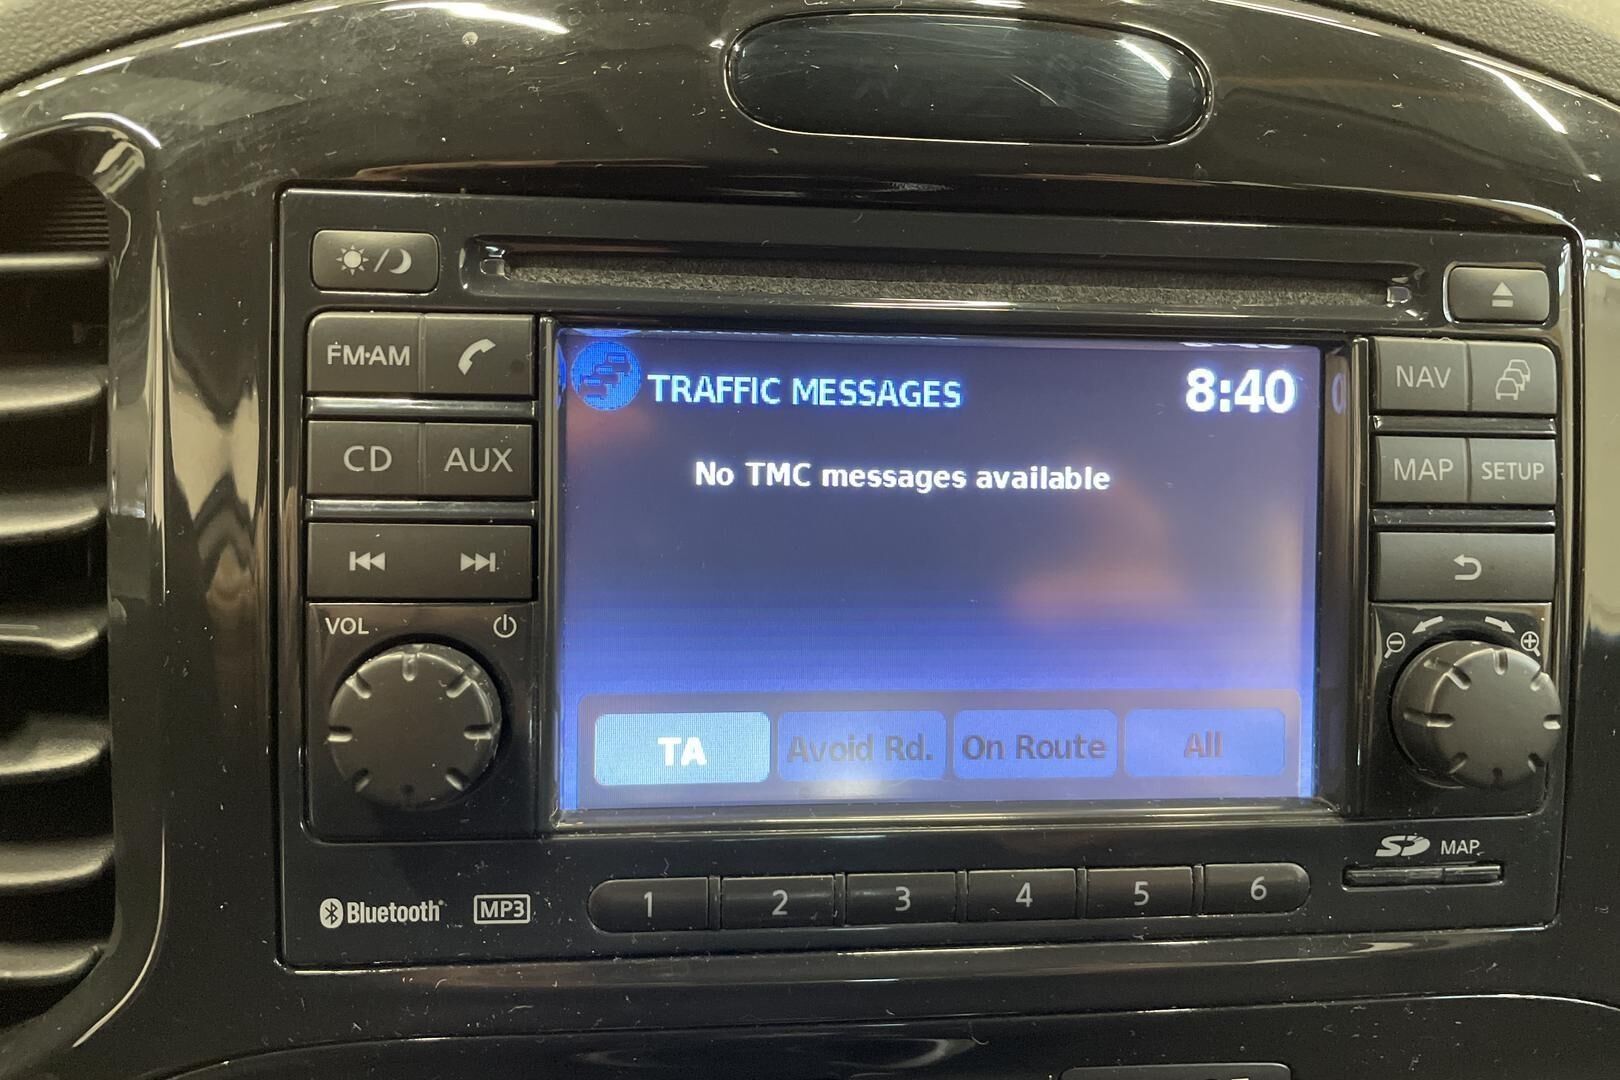 FM·AM
CD AUX
VOL
TRAFFIC MESSAGES 8:40
No TMC messages available
TA Avoid Rd. On Route All
NAV
MAP SETUP
SD MAP
Bluetooth MP3
1 2 3 4 5 6